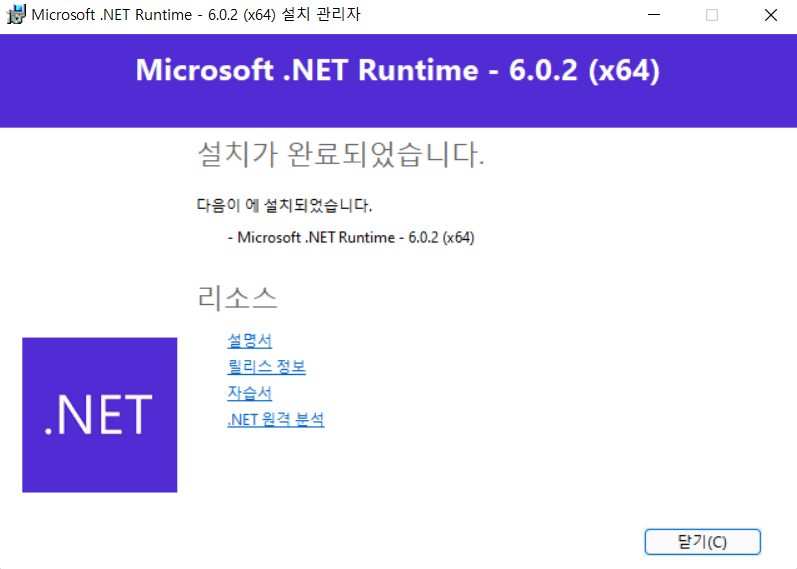 Microsoft .NET Runtime - 6.0.2 (x64) 설치 관리자
Microsoft .NET Runtime - 6.0.2 (x64)
설치가 완료되었습니다.
다음이 에 설치되었습니다.
- Microsoft .NET Runtime - 6.0.2 (x64)
리소스
설명서
릴리스 정보
자습서
.NET 원격 분석
.NET
닫기(C)